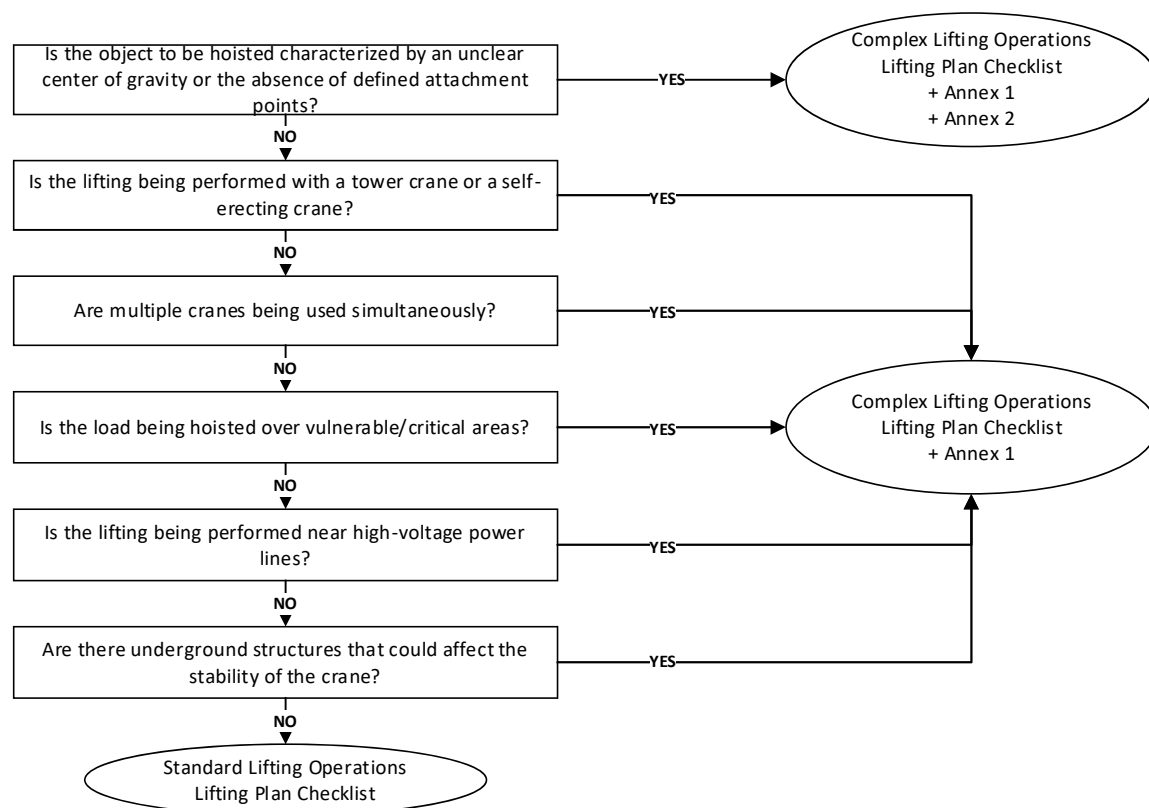 Is the object to be hoisted characterized by an unclear
center of gravity or the absence of defined attachment
points?
YES
Complex Lifting Operations
Lifting Plan Checklist
+ Annex 1
+ Annex 2
NO
Is the lifting being performed with a tower crane or a self-
erecting crane?
YES
NO
Are multiple cranes being used simultaneously?
YES
NO
Is the load being hoisted over vulnerable/critical areas?
YES
Complex Lifting Operations
Lifting Plan Checklist
+ Annex 1
NO
Is the lifting being performed near high-voltage power
lines?
YES
NO
Are there underground structures that could affect the
stability of the crane?
YES
NO
Standard Lifting Operations
Lifting Plan Checklist